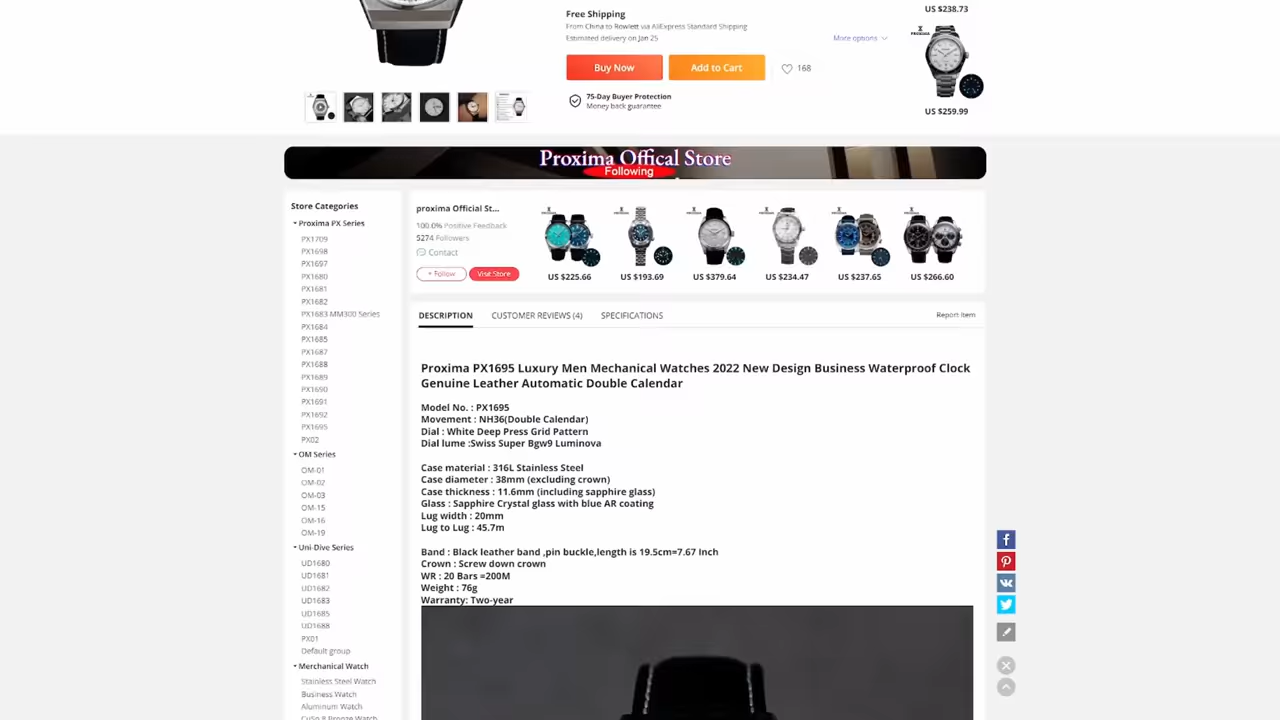 US $238.73
Free Shipping
From China to Rowlett via AliExpress Standard Shipping
Estimated delivery on Jan 25
More options
PROXIMA
Buy Now
Add to Cart
168
75-Day Buyer Protection
Money back guarantee
US $259.99
Proxima Offical Store
Following
Store Categories
Proxima PX Series
PX1709
PX1698
PX1697
PX1680
PX1681
PX1682
PX1683 MM300 Series
PX1684
PX1685
PX1687
PX1688
PX1689
PX1690
PX1691
PX1692
PX1695
PX02
OM Series
OM-01
OM-02
OM-03
OM-15
OM-16
OM-19
Uni-Dive Series
UD1680
UD1681
UD1682
UD1683
UD1685
UD1688
PX01
Default group
Merchanical Watch
Stainless Steel Watch
Business Watch
Aluminum Watch
CuSn 8 Bronze Watch
proxima Official St...
100.0% Positive Feedback
5274 Followers
Contact
+ Follow
Visit Store
US $225.66
US $193.69
US $379.64
US $234.47
US $237.65
US $266.60
DESCRIPTION
CUSTOMER REVIEWS (4)
SPECIFICATIONS
Report Item
Proxima PX1695 Luxury Men Mechanical Watches 2022 New Design Business Waterproof Clock
Genuine Leather Automatic Double Calendar
Model No. : PX1695
Movement : NH36(Double Calendar)
Dial : White Deep Press Grid Pattern
Dial lume :Swiss Super Bgw9 Luminova
Case material : 316L Stainless Steel
Case diameter : 38mm (excluding crown)
Case thickness : 11.6mm (including sapphire glass)
Glass : Sapphire Crystal glass with blue AR coating
Lug width : 20mm
Lug to Lug : 45.7m
Band : Black leather band ,pin buckle,length is 19.5cm=7.67 Inch
Crown : Screw down crown
WR : 20 Bars =200M
Weight : 76g
Warranty: Two-year